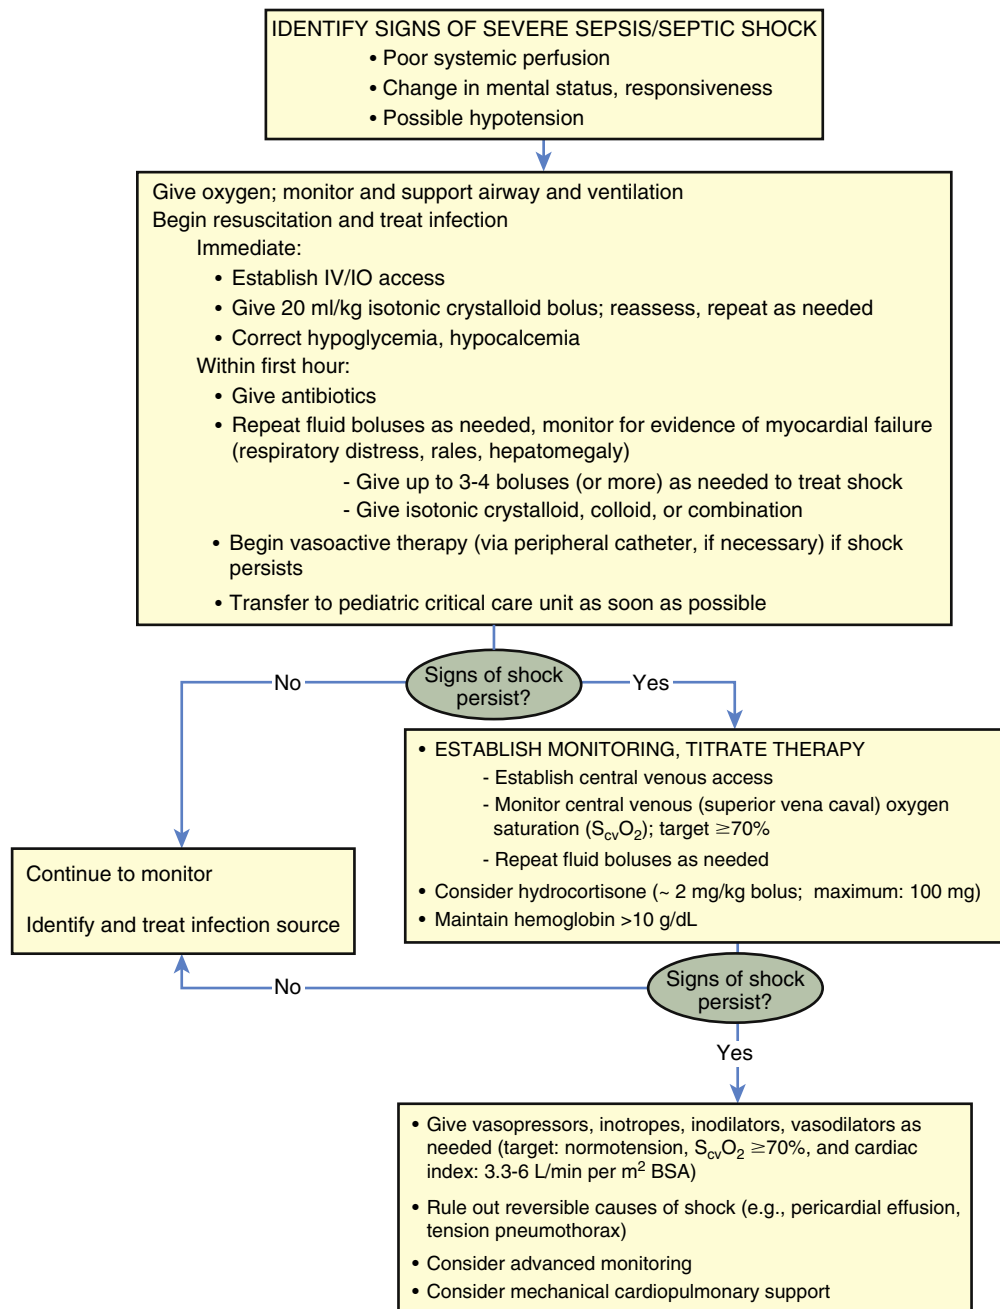 IDENTIFY SIGNS OF SEVERE SEPSIS/SEPTIC SHOCK
• Poor systemic perfusion
• Change in mental status, responsiveness
• Possible hypotension
Give oxygen; monitor and support airway and ventilation
Begin resuscitation and treat infection
Immediate:
• Establish IV/IO access
• Give 20 ml/kg isotonic crystalloid bolus; reassess, repeat as needed
• Correct hypoglycemia, hypocalcemia
Within first hour:
• Give antibiotics
• Repeat fluid boluses as needed, monitor for evidence of myocardial failure
(respiratory distress, rales, hepatomegaly)
- Give up to 3-4 boluses (or more) as needed to treat shock
- Give isotonic crystalloid, colloid, or combination
• Begin vasoactive therapy (via peripheral catheter, if necessary) if shock
persists
• Transfer to pediatric critical care unit as soon as possible
Signs of shock
persist?
No
Yes
• ESTABLISH MONITORING, TITRATE THERAPY
- Establish central venous access
- Monitor central venous (superior vena caval) oxygen
saturation (ScvO2); target ≥70%
- Repeat fluid boluses as needed
• Consider hydrocortisone (~ 2 mg/kg bolus; maximum: 100 mg)
• Maintain hemoglobin >10 g/dL
Continue to monitor
Identify and treat infection source
Signs of shock
persist?
No
Yes
• Give vasopressors, inotropes, inodilators, vasodilators as
needed (target: normotension, ScvO2 ≥70%, and cardiac
index: 3.3-6 L/min per m2 BSA)
• Rule out reversible causes of shock (e.g., pericardial effusion,
tension pneumothorax)
• Consider advanced monitoring
• Consider mechanical cardiopulmonary support